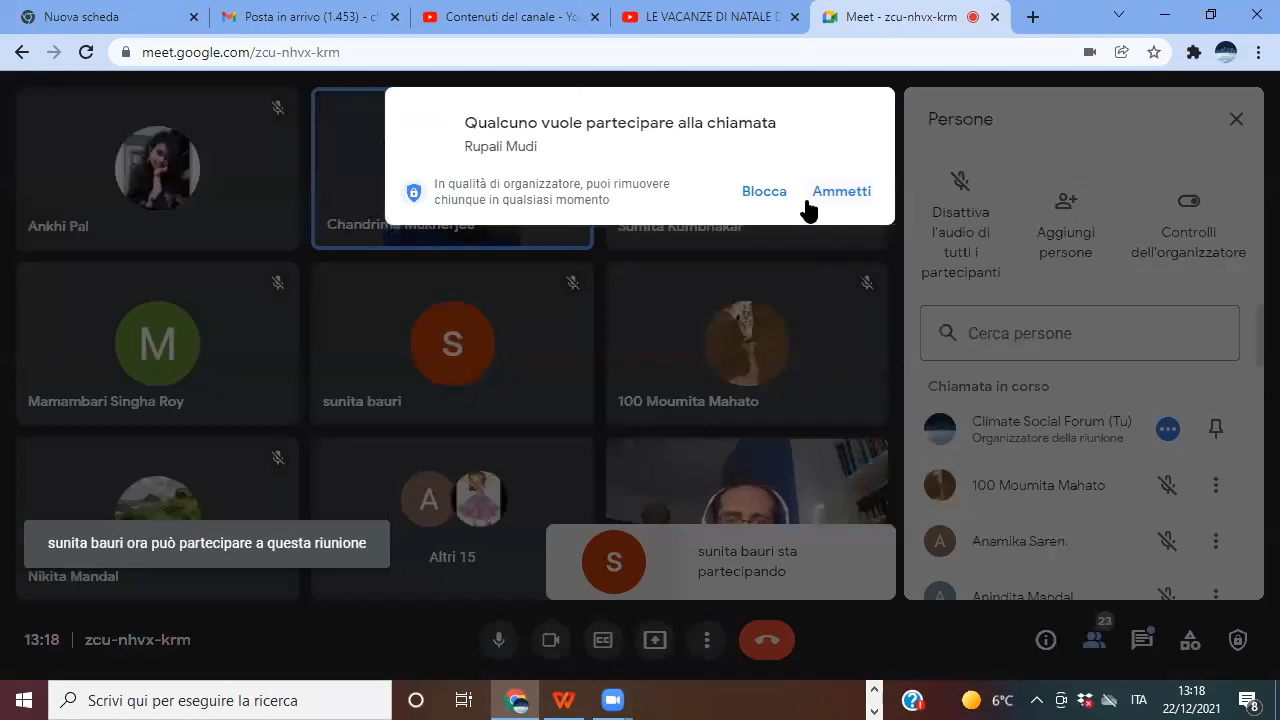 Nuova scheda
Posta in arrivo (1.453) - c
Contenuti del canale - Yo
LE VACANZE DI NATALE D
Meet - zcu-nhvx-krm
meet.google.com/zcu-nhvx-krm
Qualcuno vuole partecipare alla chiamata
Rupali Mudi
In qualità di organizzatore, puoi rimuovere
chiunque in qualsiasi momento
Blocca
Ammetti
Ankhi Pal
Chandrima Mukherjee
Sumita Kumbhakar
M
Mamambari Singha Roy
S
sunita bauri
100 Moumita Mahato
Nikita Mandal
A
Altri 15
sunita bauri ora può partecipare a questa riunione
S
sunita bauri sta
partecipando
Persone
Disattiva
l'audio di
tutti i
partecipanti
Aggiungi
persone
Controlli
dell'organizzatore
Cerca persone
Chiamata in corso
Climate Social Forum (Tu)
Organizzatore della riunione
100 Moumita Mahato
A
Anamika Saren.
A
Anindita Mandal
13:18 | zcu-nhvx-krm
23
Scrivi qui per eseguire la ricerca
6°C
ITA
13:18
22/12/2021
8